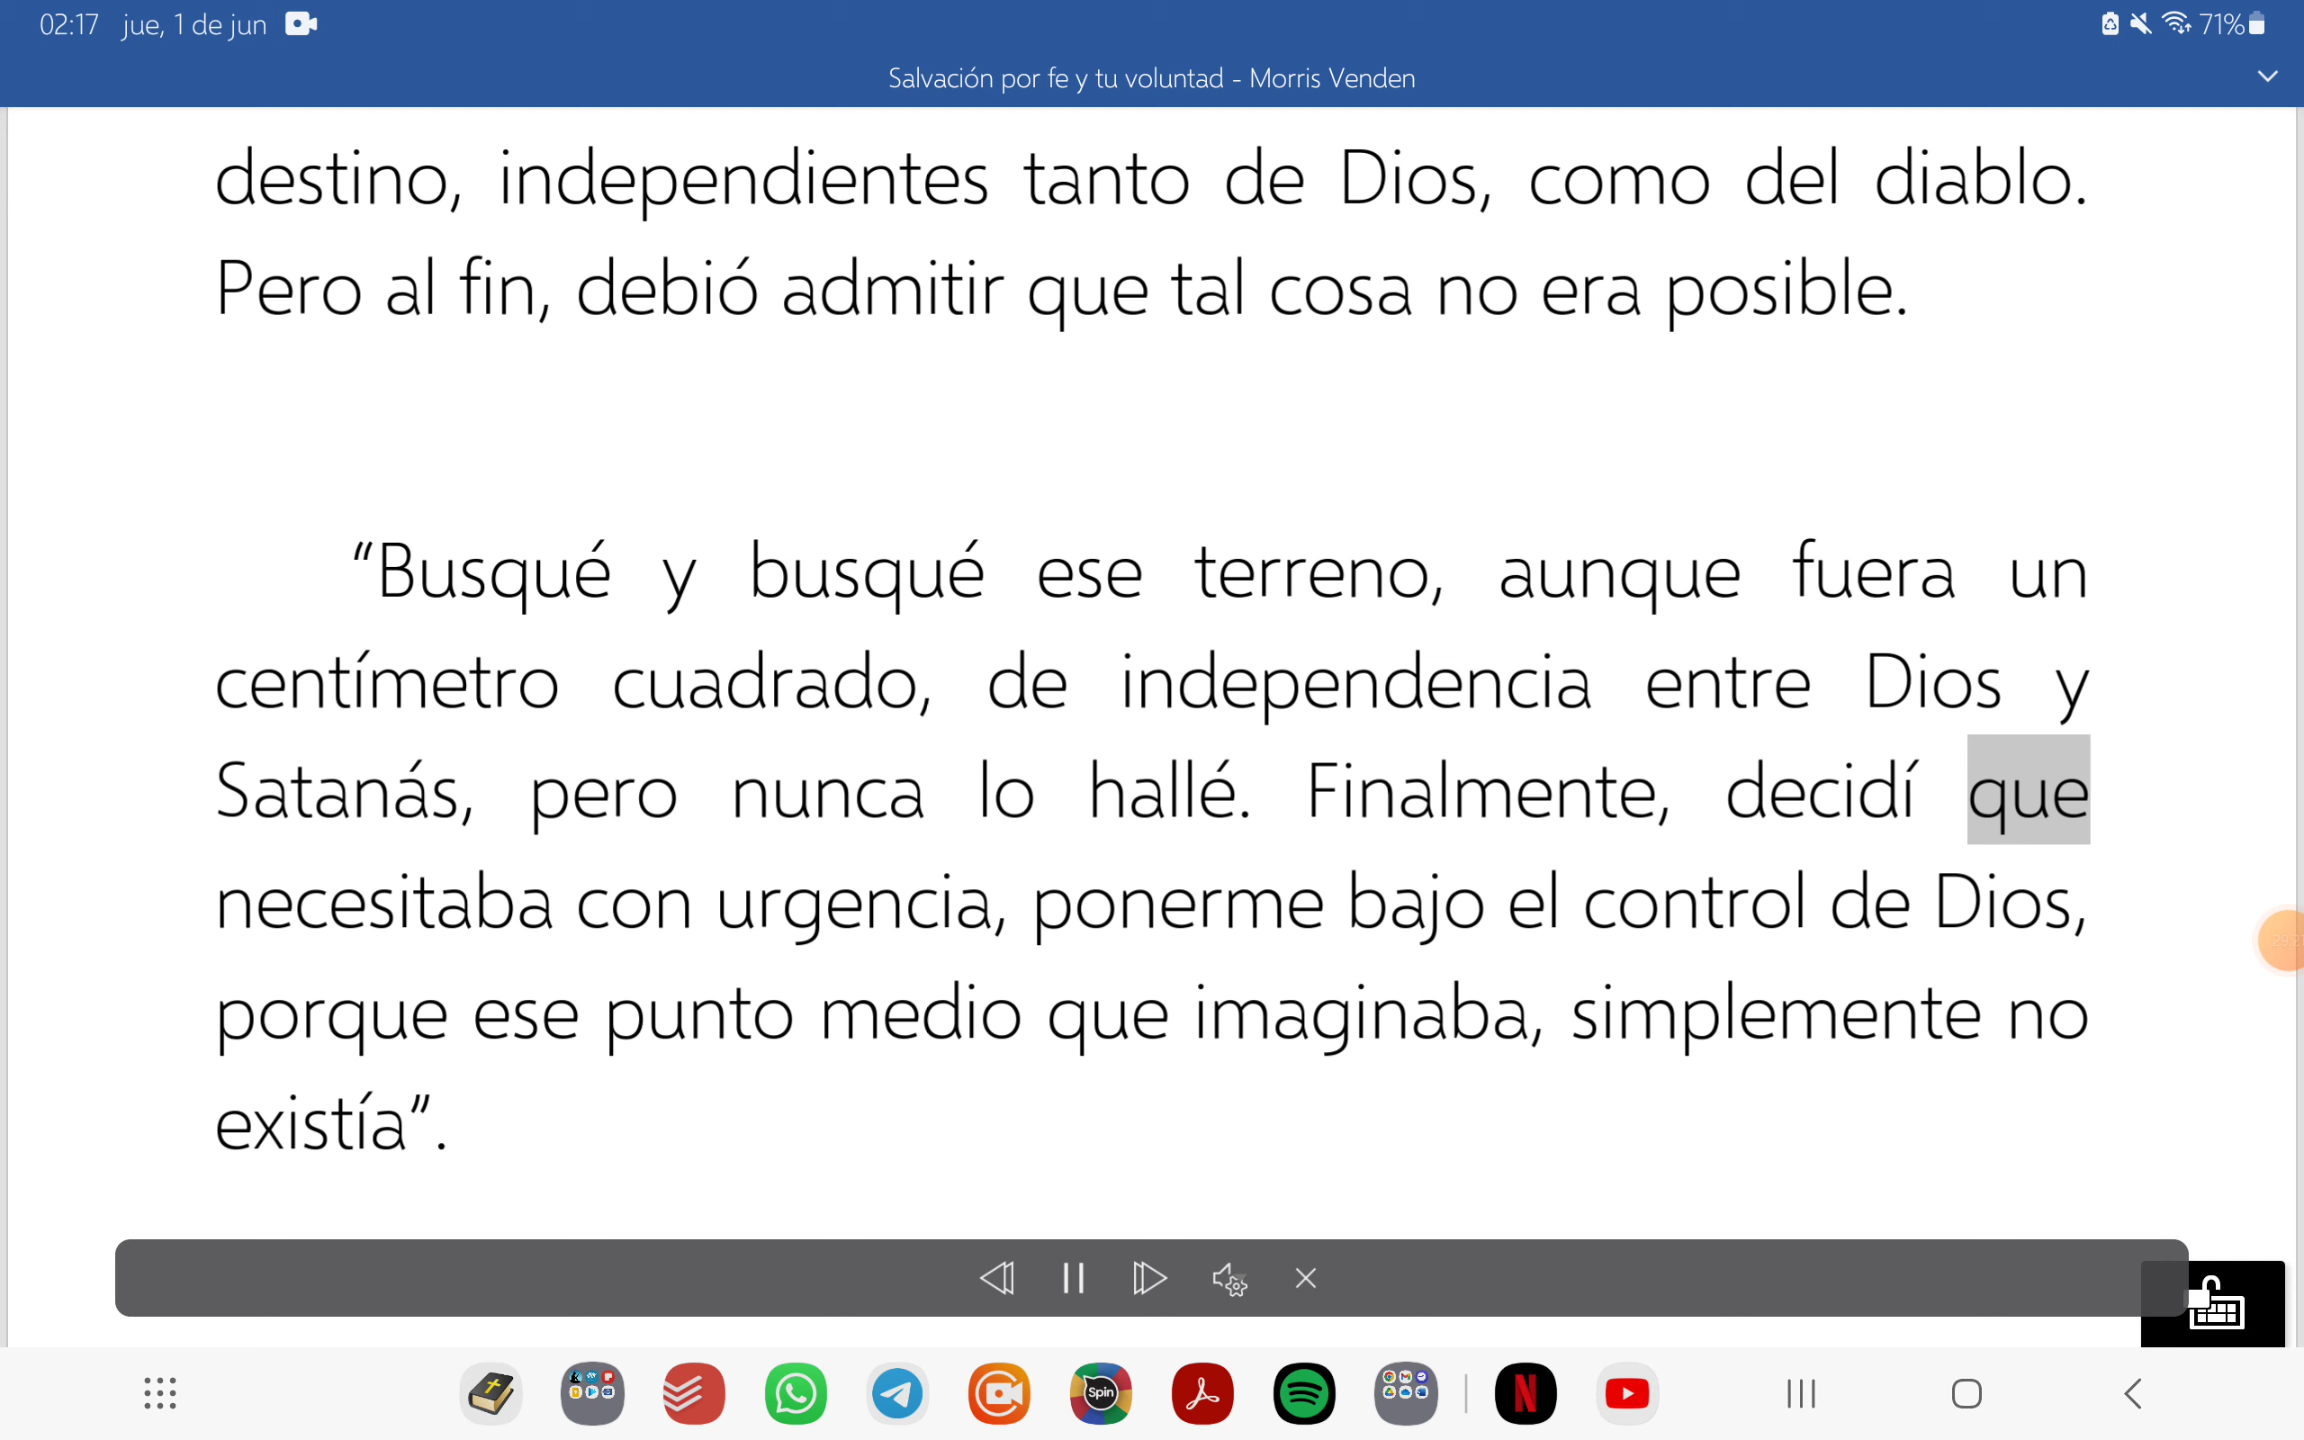 02:17 jue, 1 de jun
71%
Salvación por fe y tu voluntad - Morris Venden
destino, independientes tanto de Dios, como del diablo.
Pero al fin, debió admitir que tal cosa no era posible.
“Busqué y busqué ese terreno, aunque fuera un
centímetro cuadrado, de independencia entre Dios y
Satanás, pero nunca lo hallé. Finalmente, decidí que
necesitaba con urgencia, ponerme bajo el control de Dios,
porque ese punto medio que imaginaba, simplemente no
existía”.
Spin